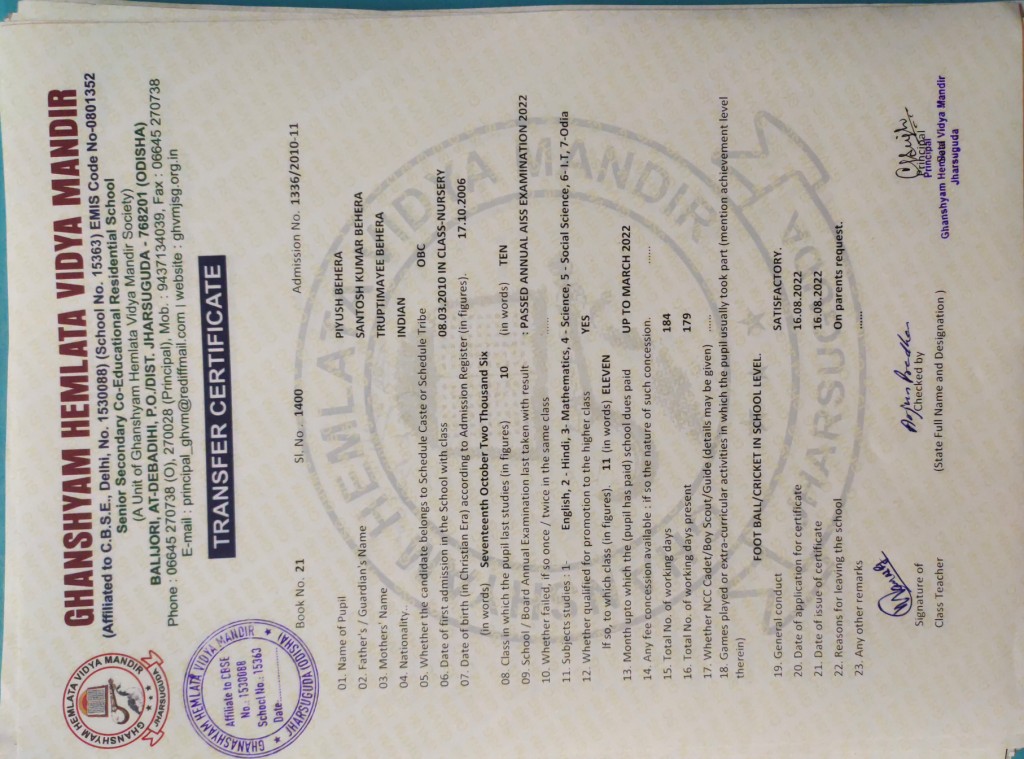 GHANSHYAM HEMLATA VIDYA MANDIR
(Affiliated to C.B.S.E., Delhi, No. 1530088) (School No. 15363) EMIS Code No-0801352
Senior Secondary Co-Educational Residential School
(A Unit of Ghanshyam Hemlata Vidya Mandir Society)
BALIJORI, AT-DEBADIHI, P.O./DIST. JHARSUGUDA - 768201 (ODISHA)
Phone : 06645 270738 (O), 270028 (Principal), Mob. : 9437134039, Fax : 06645 270738
E-mail : principal_ghvm@rediffmail.com | website : ghvmjsg.org.in
GHANSHYAM HEMLATA VIDYA MANDIR
JHARSUGUDA
GHANASHYAM HEMLATA VIDYA MANDIR
Affiliate to CBSE
No.: 1530088
School No.: 15363
Date
JHARSUGUDA (ODISHA)
TRANSFER CERTIFICATE
Book No. 21 Sl. No. 1400 Admission No. 1336/2010-11
01. Name of Pupil PIYUSH BEHERA
02. Father's / Guardian's Name SANTOSH KUMAR BEHERA
03. Mothers' Name TRUPTIMAYEE BEHERA
04. Nationality.. INDIAN
05. Whether the candidate belongs to Schedule Caste or Schedule Tribe OBC
06. Date of first admission in the School with class 08.03.2010 IN CLASS-NURSERY
07. Date of birth (in Christian Era) according to Admission Register (in figures). 17.10.2006
(in words) Seventeenth October Two Thousand Six
08. Class in which the pupil last studies (in figures) 10 (in words) TEN
09. School / Board Annual Examination last taken with result : PASSED ANNUAL AISS EXAMINATION 2022
10. Whether failed, if so once / twice in the same class ......
11. Subjects studies : 1- English, 2 - Hindi, 3- Mathematics, 4 - Science, 5 - Social Science, 6- I.T, 7-Odia
12. Whether qualified for promotion to the higher class YES
If so, to which class (in figures). 11 (in words) ELEVEN
13. Month upto which the (pupil has paid) school dues paid UP TO MARCH 2022
14. Any fee concession available : if so the nature of such concession. ......
15. Total No. of working days 184
16. Total No. of working days present 179
17. Whether NCC Cadet/Boy Scout/Guide (details may be given) ......
18. Games played or extra-curricular activities in which the pupil usually took part (mention achievement level
therein) FOOT BALL/CRICKET IN SCHOOL LEVEL.
19. General conduct SATISFACTORY.
20. Date of application for certificate 16.08.2022
21. Date of issue of certificate 16.08.2022
22. Reasons for leaving the school On parents request.
23. Any other remarks ......
Signature of Checked by Principal
Class Teacher (State Full Name and Designation )
Principal
Ghanshyam Hemlata Vidya Mandir
Jharsuguda
HEMLATA VIDYA MANDIR
JHARSUGUDA